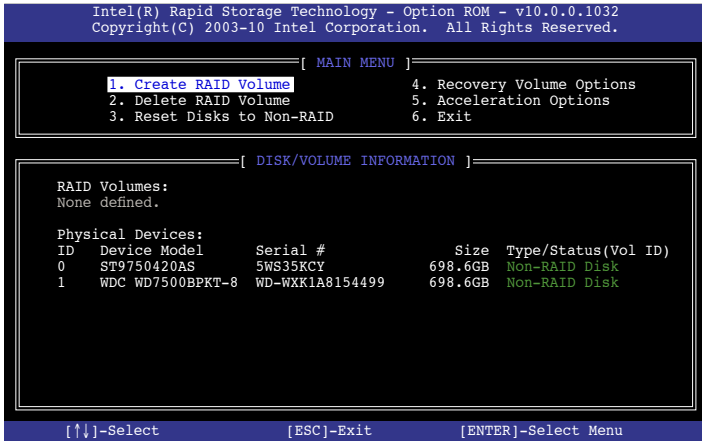 Intel(R) Rapid Storage Technology - Option ROM - v10.0.0.1032
Copyright(C) 2003-10 Intel Corporation.  All Rights Reserved.
[ MAIN MENU ]
1. Create RAID Volume 4. Recovery Volume Options
2. Delete RAID Volume 5. Acceleration Options
3. Reset Disks to Non-RAID 6. Exit
[ DISK/VOLUME INFORMATION ]
RAID Volumes:
None defined.
Physical Devices:
ID Device Model Serial # Size Type/Status(Vol ID)
0 ST9750420AS 5WS35KCY 698.6GB Non-RAID Disk
1 WDC WD7500BPKT-8 WD-WXK1A8154499 698.6GB Non-RAID Disk
[↑↓]-Select [ESC]-Exit [ENTER]-Select Menu